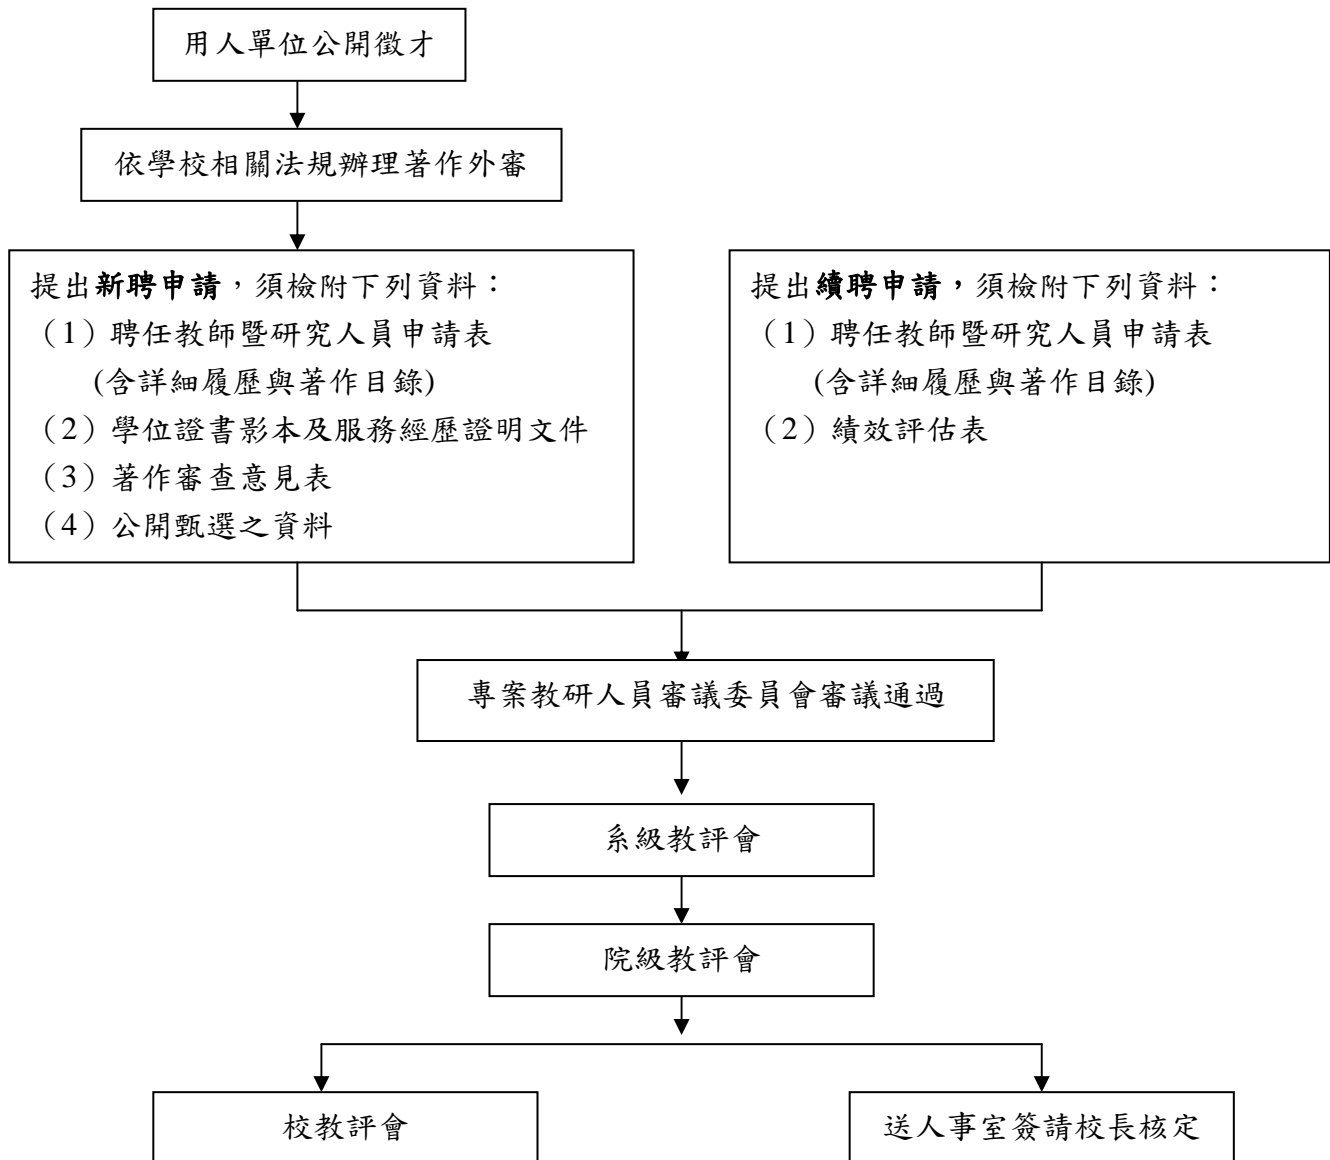 用人單位公開徵才
依學校相關法規辦理著作外審
提出新聘申請，須檢附下列資料：
（1）聘任教師暨研究人員申請表
(含詳細履歷與著作目錄)
（2）學位證書影本及服務經歷證明文件
（3）著作審查意見表
（4）公開甄選之資料
提出續聘申請，須檢附下列資料：
（1）聘任教師暨研究人員申請表
(含詳細履歷與著作目錄)
（2）績效評估表
專案教研人員審議委員會審議通過
系級教評會
院級教評會
校教評會
送人事室簽請校長核定